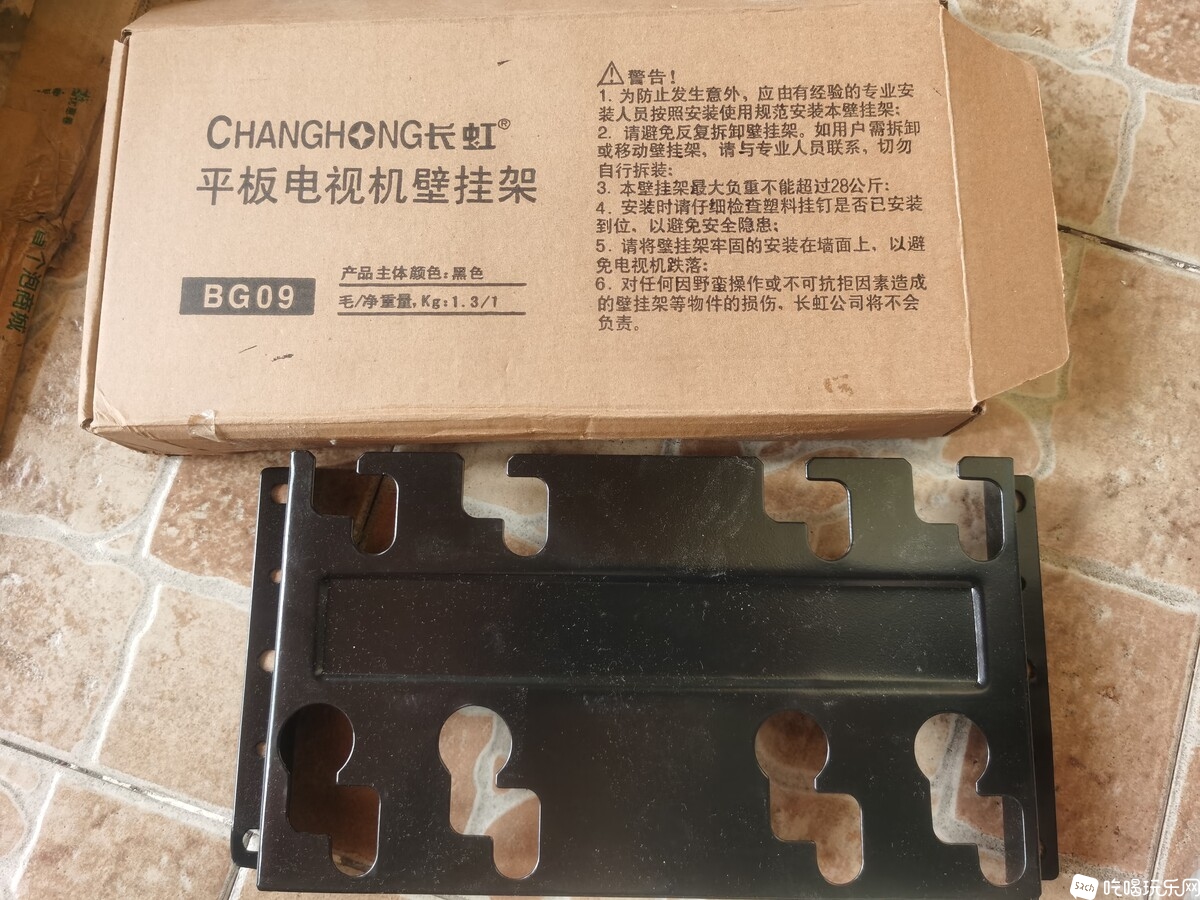 CHANGHONG长虹®
平板电视机壁挂架
BG09
产品主体颜色:黑色
毛/净重量,Kg:1.3/1
警告!
1. 为防止发生意外，应由有经验的专业安
装人员按照安装使用规范安装本壁挂架;
2. 请避免反复拆卸壁挂架。如用户需拆卸
或移动壁挂架，请与专业人员联系，切勿
自行拆装;
3. 本壁挂架最大负重不能超过28公斤;
4. 安装时请仔细检查塑料挂钉是否已安装
到位，以避免安全隐患;
5. 请将壁挂架牢固的安装在墙面上，以避
免电视机跌落;
6. 对任何因野蛮操作或不可抗拒因素造成
的壁挂架等物件的损伤，长虹公司将不会
负责。
sach 吃喝玩乐网